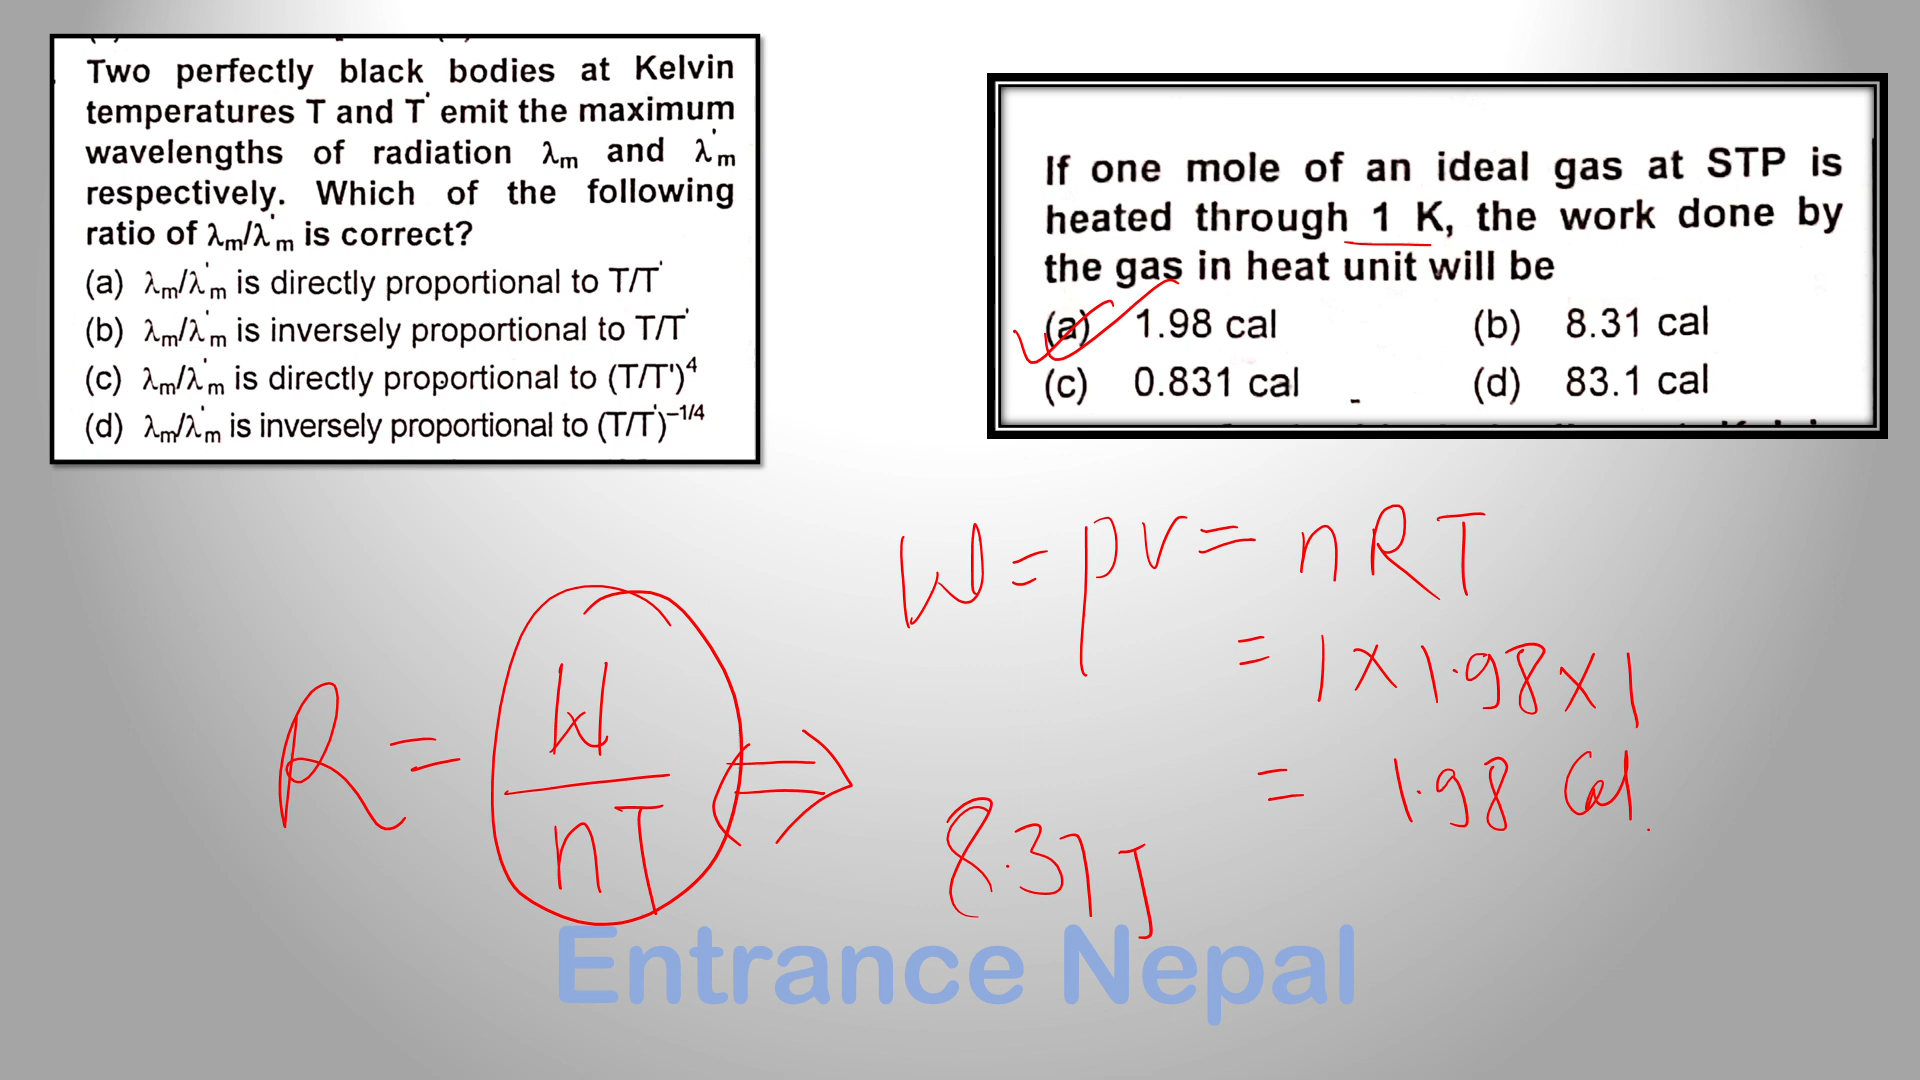 Two perfectly black bodies at Kelvin
temperatures T and T' emit the maximum
wavelengths of radiation λm and λ'm
respectively. Which of the following
ratio of λm/λ'm is correct?
(a) λm/λ'm is directly proportional to T/T'
(b) λm/λ'm is inversely proportional to T/T'
(c) λm/λ'm is directly proportional to (T/T')⁴
(d) λm/λ'm is inversely proportional to (T/T')⁻¹/⁴
If one mole of an ideal gas at STP is
heated through 1 K, the work done by
the gas in heat unit will be
(a) 1.98 cal (b) 8.31 cal
(c) 0.831 cal (d) 83.1 cal
W = PV = nRT
= 1 × 1.98 × 1
= 1.98 Cal.
R = W
nT
8.31 J
Entrance Nepal